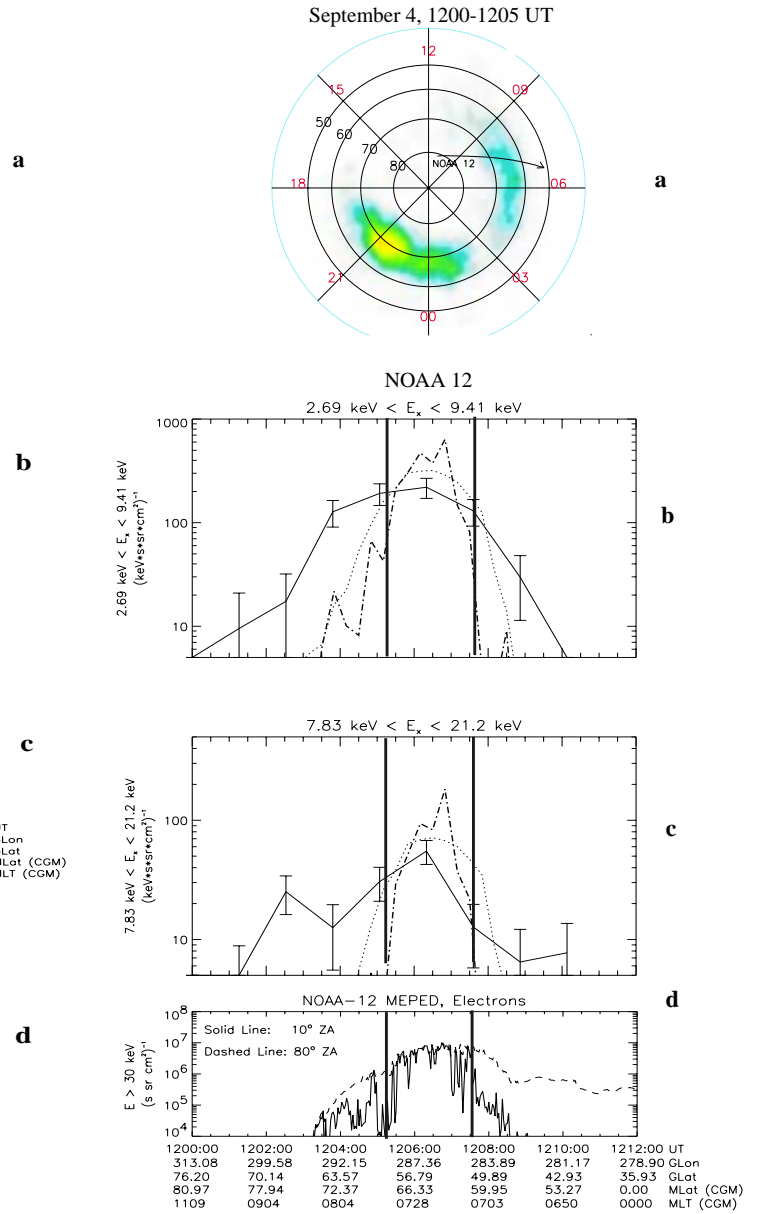 September 4, 1200-1205 UT
12
15
09
50
60
70
80
NOAA 12
a
a
18
06
21
03
00
NOAA 12
2.69 keV < Eₓ < 9.41 keV
1000
100
10
2.69 keV < Eₓ < 9.41 keV
(keV*s*sr*cm²)⁻¹
b
b
7.83 keV < Eₓ < 21.2 keV
100
10
7.83 keV < Eₓ < 21.2 keV
(keV*s*sr*cm²)⁻¹
c
c
UT
Lon
Lat
MLat (CGM)
MLT (CGM)
NOAA-12 MEPED, Electrons
d
d
Solid Line: 10° ZA
Dashed Line: 80° ZA
10⁸
10⁷
10⁶
10⁵
10⁴
E > 30 keV
(s sr cm²)⁻¹
1200:00 1202:00 1204:00 1206:00 1208:00 1210:00 1212:00 UT
313.08 299.58 292.15 287.36 283.89 281.17 278.90 GLon
76.20 70.14 63.57 56.79 49.89 42.93 35.93 GLat
80.97 77.94 72.37 66.33 59.95 53.27 0.00 MLat (CGM)
1109 0904 0804 0728 0703 0650 0000 MLT (CGM)